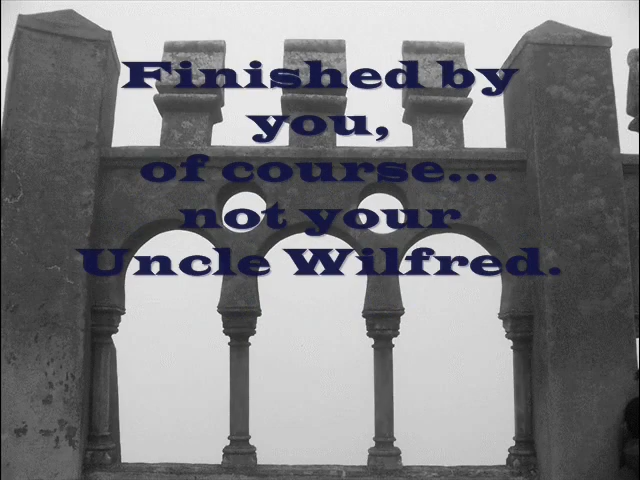 Finished by
you,
of course...
not your
Uncle Wilfred.